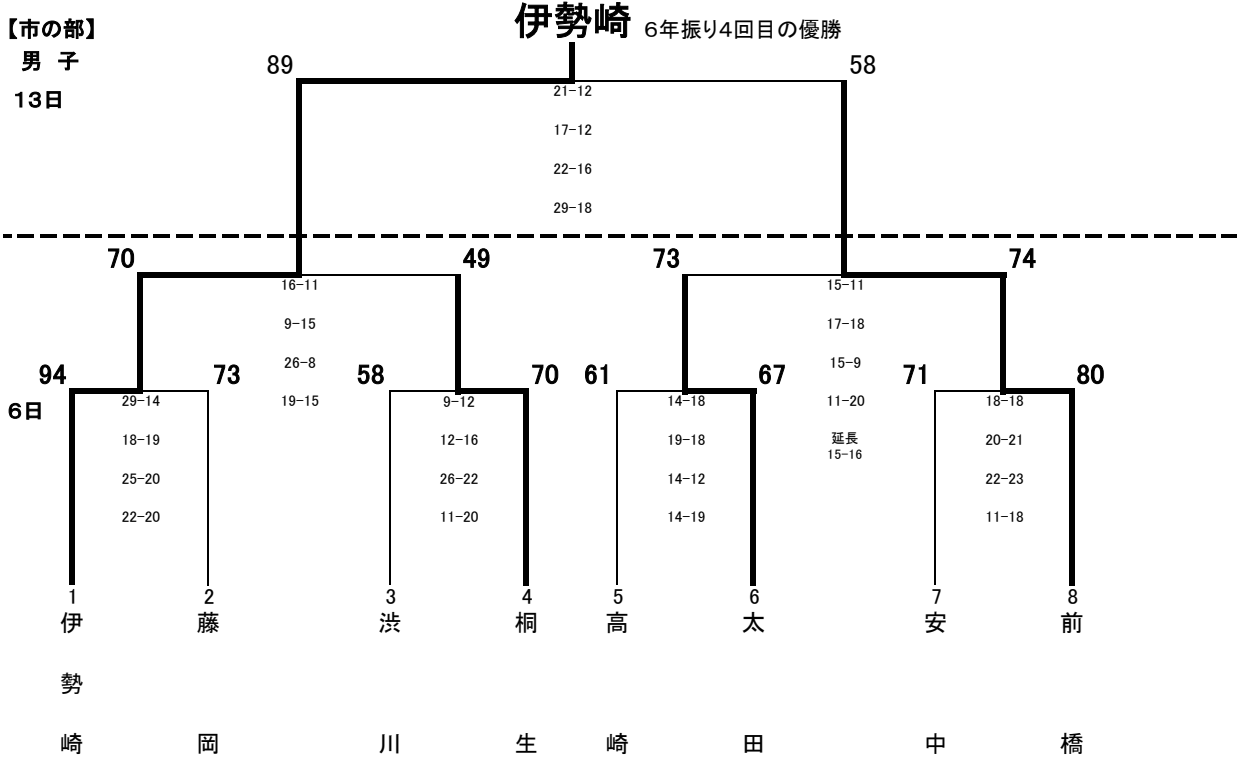 【市の部】
伊勢崎 6年振り4回目の優勝
男 子
89 58
13日
21-12
17-12
22-16
29-18
70 49 73 74
16-11 15-11
9-15 17-18
26-8 15-9
94 73 58 70 61 67 71 80
6日
29-14 19-15 9-12 14-18 11-20 18-18
18-19 12-16 19-18 延長 20-21
15-16
25-20 26-22 14-12 22-23
22-20 11-20 14-19 11-18
1 2 3 4 5 6 7 8
伊勢崎
藤岡
渋川
桐生
高崎
太田
安中
前橋